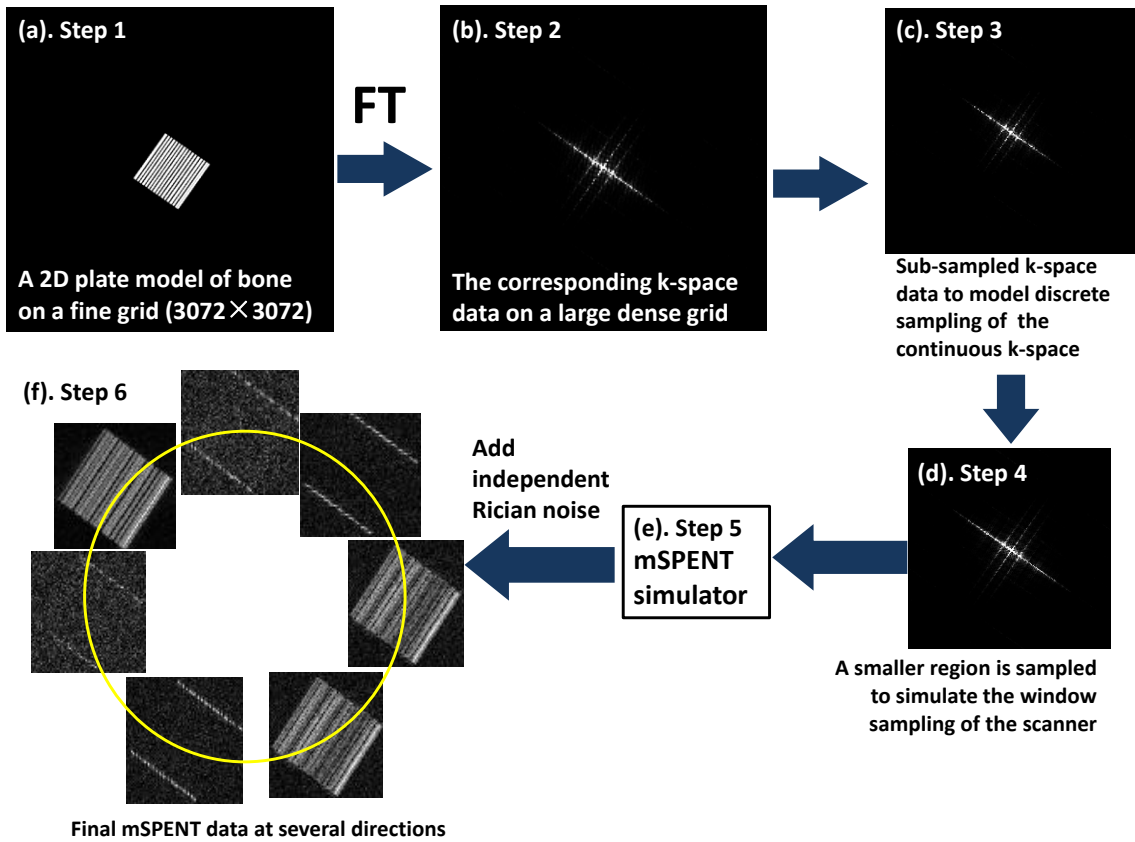 (a). Step 1
A 2D plate model of bone
on a fine grid (3072×3072)
FT
(b). Step 2
The corresponding k-space
data on a large dense grid
(c). Step 3
Sub-sampled k-space
data to model discrete
sampling of the
continuous k-space
(d). Step 4
A smaller region is sampled
to simulate the window
sampling of the scanner
(e). Step 5
mSPENT
simulator
Add
independent
Rician noise
(f). Step 6
Final mSPENT data at several directions